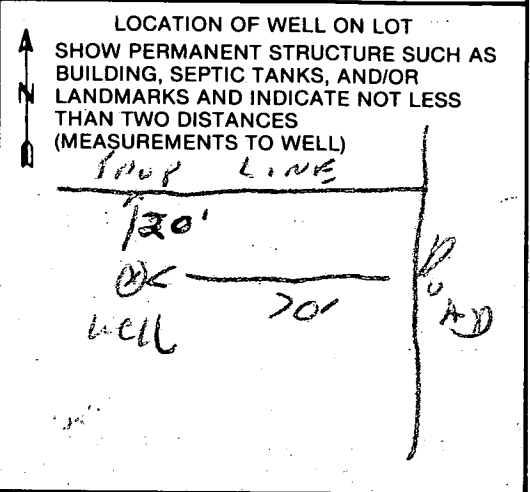 LOCATION OF WELL ON LOT
SHOW PERMANENT STRUCTURE SUCH AS
BUILDING, SEPTIC TANKS, AND/OR
N LANDMARKS AND INDICATE NOT LESS
THAN TWO DISTANCES
(MEASUREMENTS TO WELL)
PROP LINE
20'
70'
WELL
ROAD